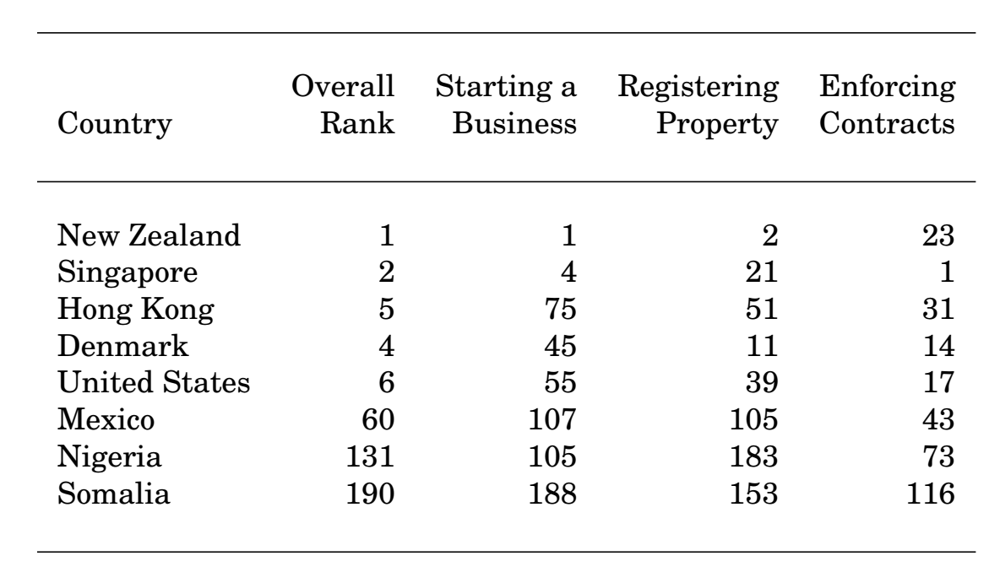 Overall Starting a Registering Enforcing
Country Rank Business Property Contracts
New Zealand 1 1 2 23
Singapore 2 4 21 1
Hong Kong 5 75 51 31
Denmark 4 45 11 14
United States 6 55 39 17
Mexico 60 107 105 43
Nigeria 131 105 183 73
Somalia 190 188 153 116